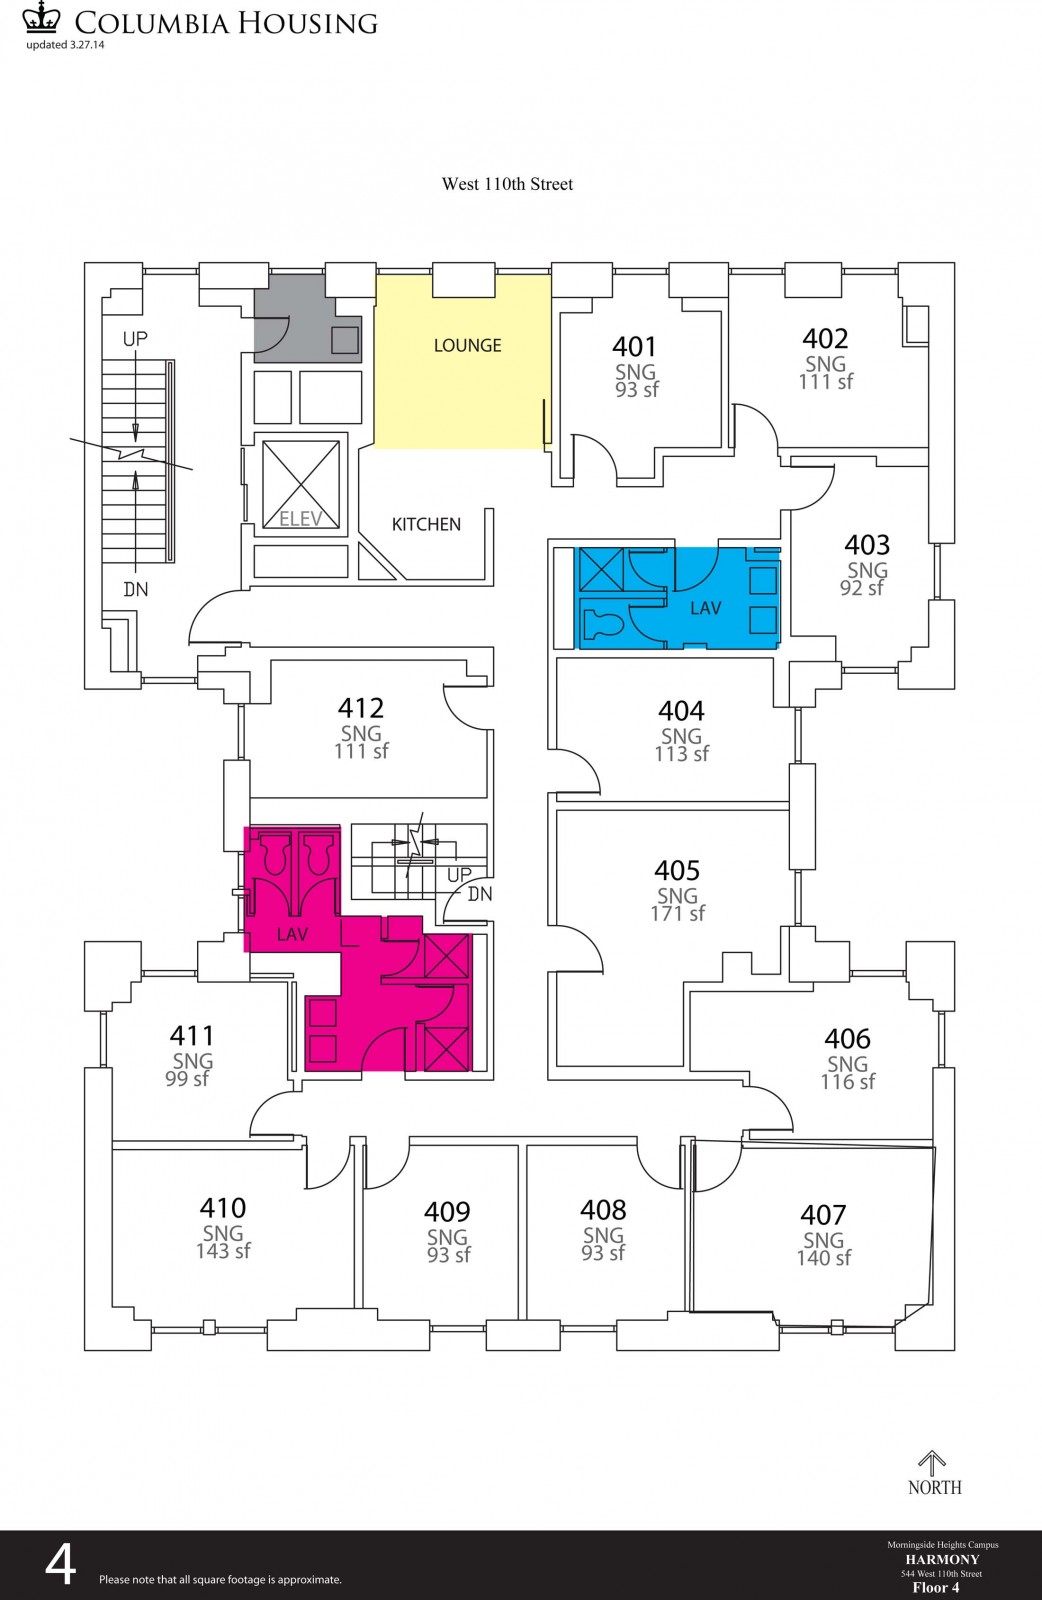 COLUMBIA HOUSING
updated 3.27.14
West 110th Street
UP
LOUNGE
401
SNG
93 sf
402
SNG
111 sf
ELEV
KITCHEN
403
SNG
92 sf
DN
LAV
412
SNG
111 sf
404
SNG
113 sf
405
SNG
171 sf
UP
DN
LAV
411
SNG
99 sf
406
SNG
116 sf
410
SNG
143 sf
409
SNG
93 sf
408
SNG
93 sf
407
SNG
140 sf
NORTH
4
Please note that all square footage is approximate.
Morningside Heights Campus
HARMONY
544 West 110th Street
Floor 4